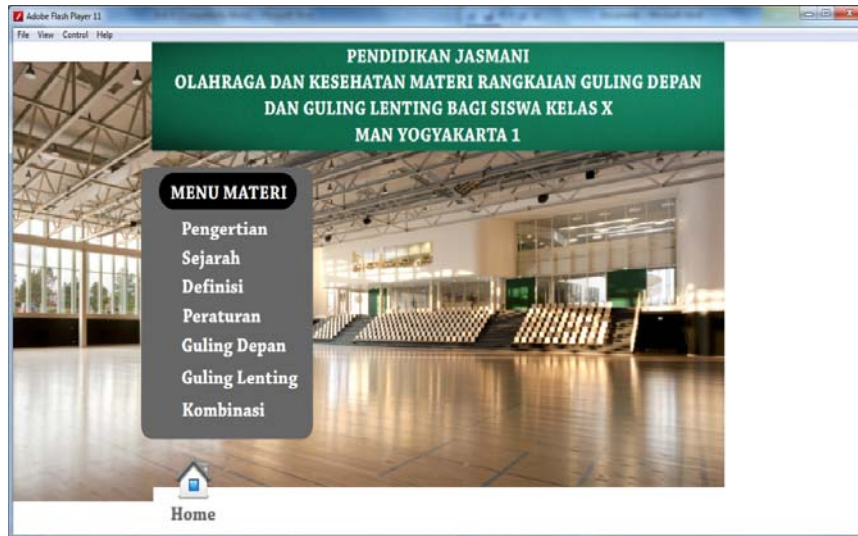 Adobe Flash Player 11
File View Control Help
PENDIDIKAN JASMANI
OLAHRAGA DAN KESEHATAN MATERI RANGKAIAN GULING DEPAN
DAN GULING LENTING BAGI SISWA KELAS X
MAN YOGYAKARTA 1
MENU MATERI
Pengertian
Sejarah
Definisi
Peraturan
Guling Depan
Guling Lenting
Kombinasi
Home